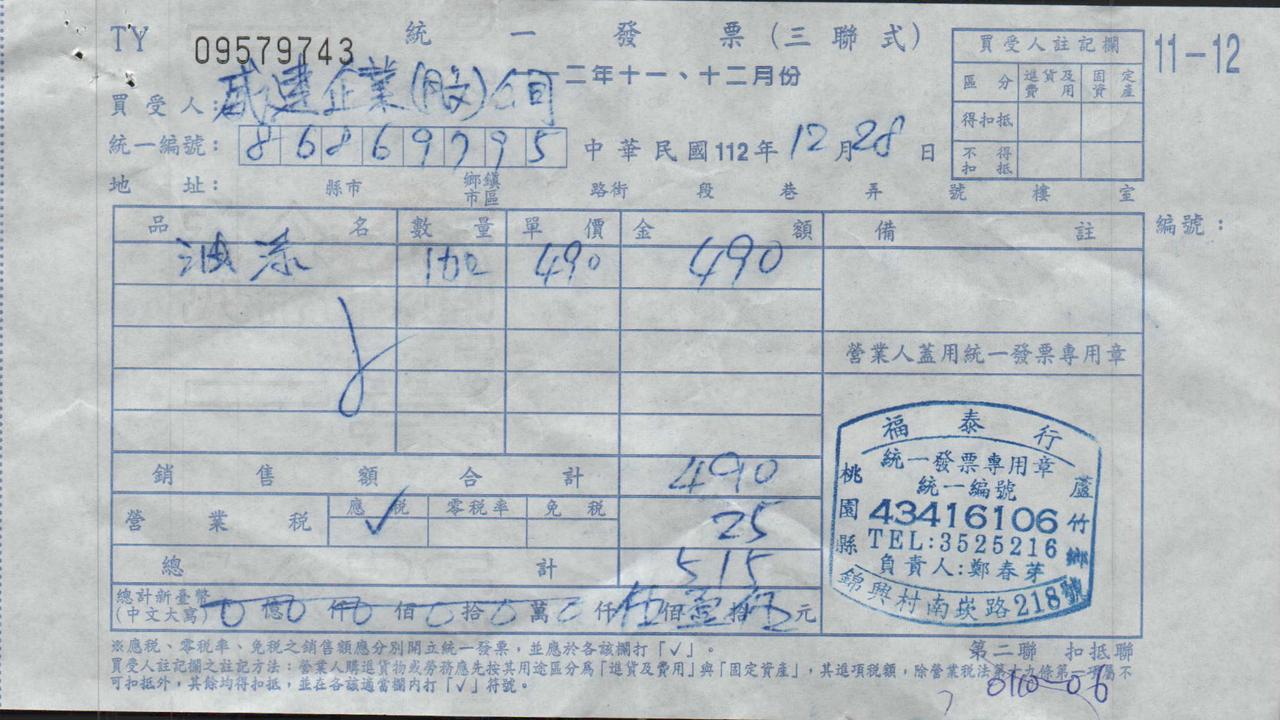 TY 09579743 統一發票(三聯式) 11-12
一一二年十一、十二月份
買受人: 威達企業(股)公司
統一編號: 86869795 中華民國112年12月28日
地址: 縣市 鄉鎮市區 路街 段 巷 弄 號 樓 室
買受人註記欄
區分 進貨及費用 固定資產
得扣抵
不得扣抵
編號:
品名 數量 單價 金額 備註
油漆 490 490
營業人蓋用統一發票專用章
銷售額合計 490
營業稅 應稅 ✓ 零稅率 免稅 25
總計 515
總計新臺幣(中文大寫) 0億0仟0佰0拾0萬0仟伍佰壹拾伍元
福泰行
統一發票專用章
統一編號
43416106
TEL:3525216
負責人:鄭春芽
桃園縣蘆竹鄉
錦興村南崁路218號
※應稅、零稅率、免稅之銷售額應分別開立統一發票,並應於各該欄打「✓」。
買受人註記欄之註記方法:營業人購進貨物或勞務應先按其用途區分為「進貨及費用」與「固定資產」,其進項稅額,除營業稅法第十九條第一項屬不
可扣抵外,其餘均得扣抵,並在各該適當欄內打「✓」符號。
第二聯 扣抵聯